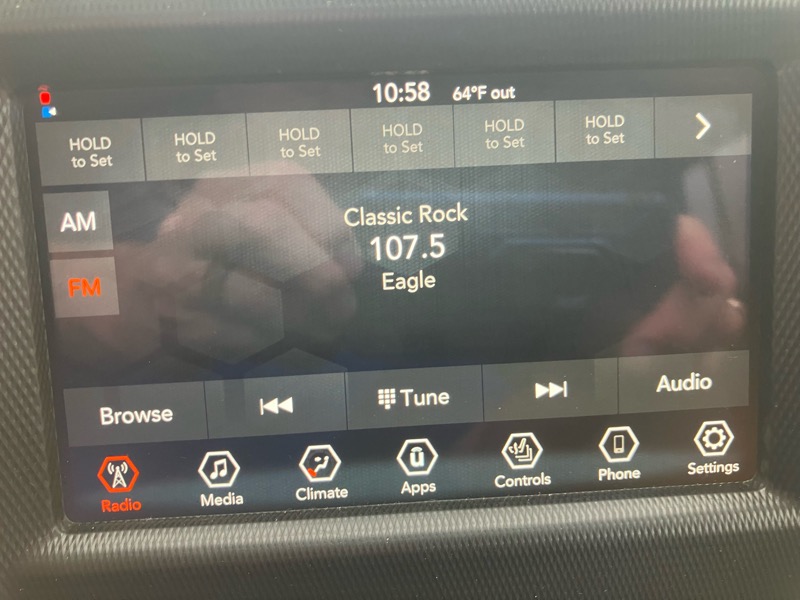 10:58 64°F out
HOLD to Set
HOLD to Set
HOLD to Set
HOLD to Set
HOLD to Set
HOLD to Set
AM
FM
Classic Rock
107.5
Eagle
Browse
Tune
Audio
Radio
Media
Climate
Apps
Controls
Phone
Settings